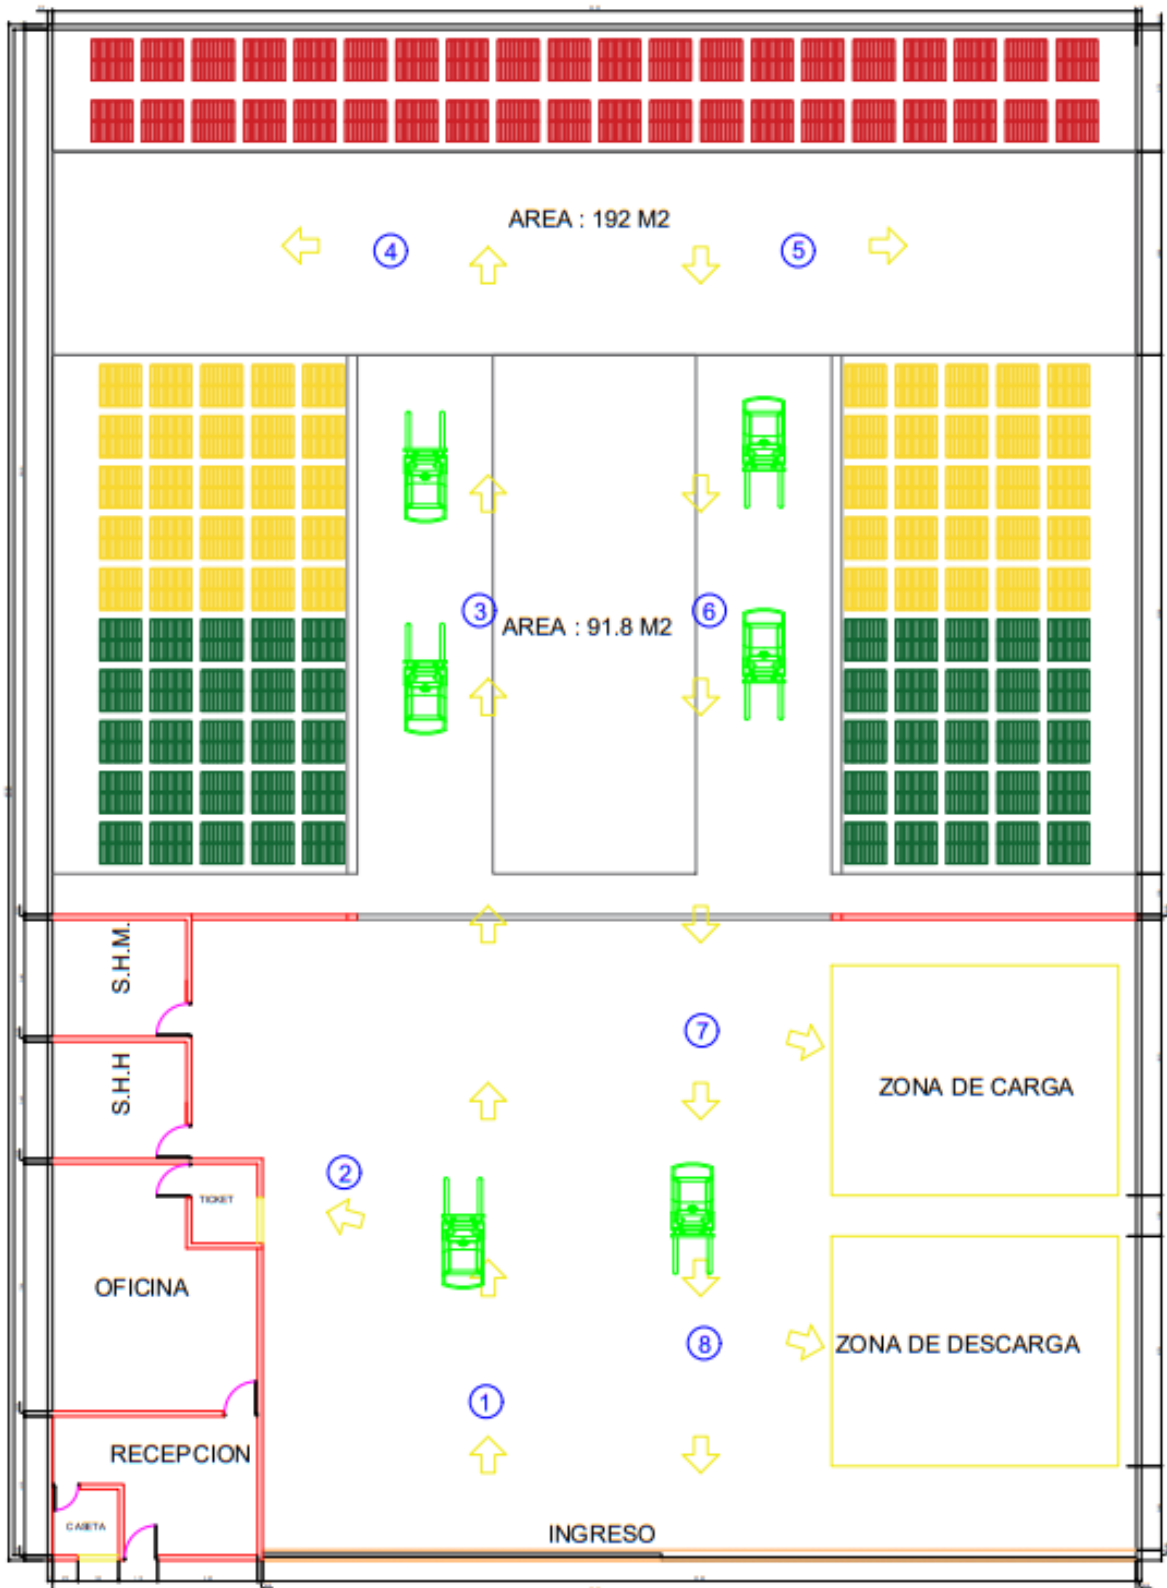 AREA : 192 M2
4
5
3
AREA : 91.8 M2
6
S.H.M.
7
ZONA DE CARGA
S.H.H
2
TICKET
OFICINA
8
ZONA DE DESCARGA
1
RECEPCION
CASETA
INGRESO